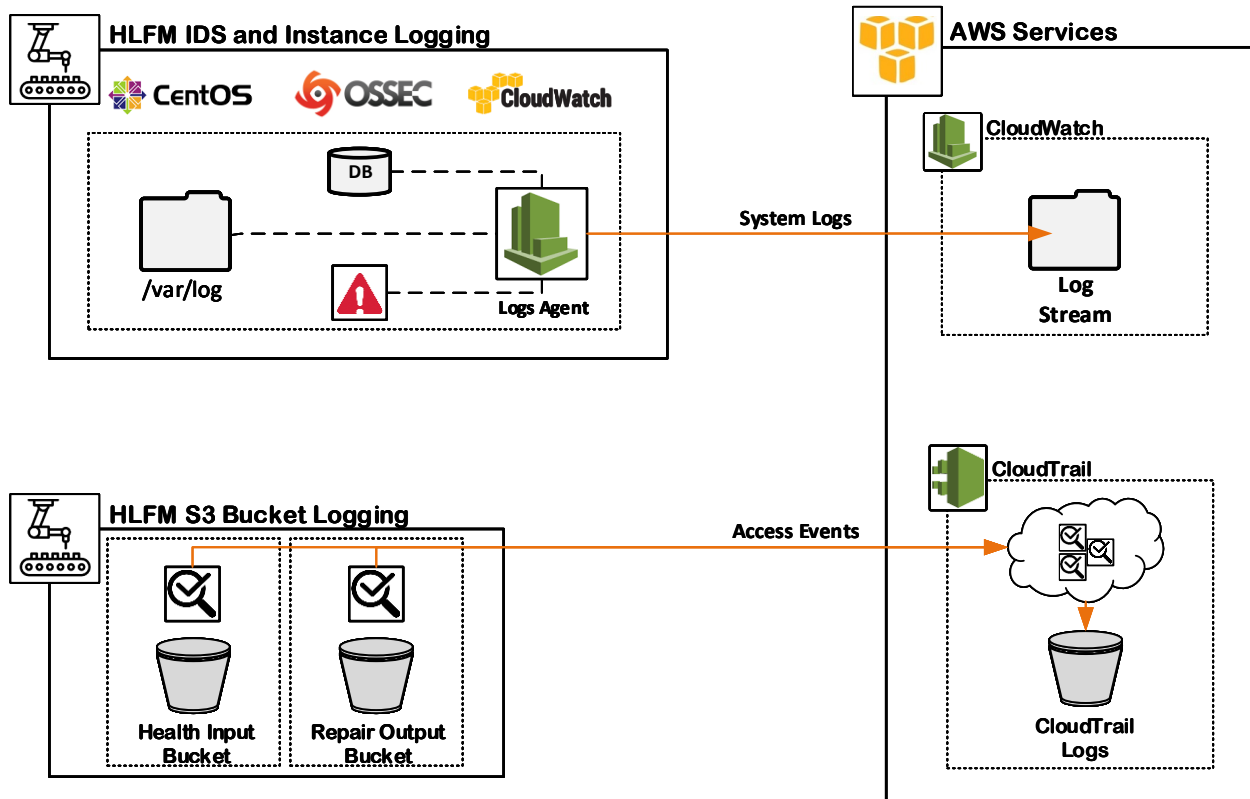 HLFM IDS and Instance Logging
AWS Services
CentOS
OSSEC
CloudWatch
CloudWatch
DB
System Logs
/var/log
Logs Agent
Log
Stream
CloudTrail
HLFM S3 Bucket Logging
Access Events
Health Input
Bucket
Repair Output
Bucket
CloudTrail
Logs